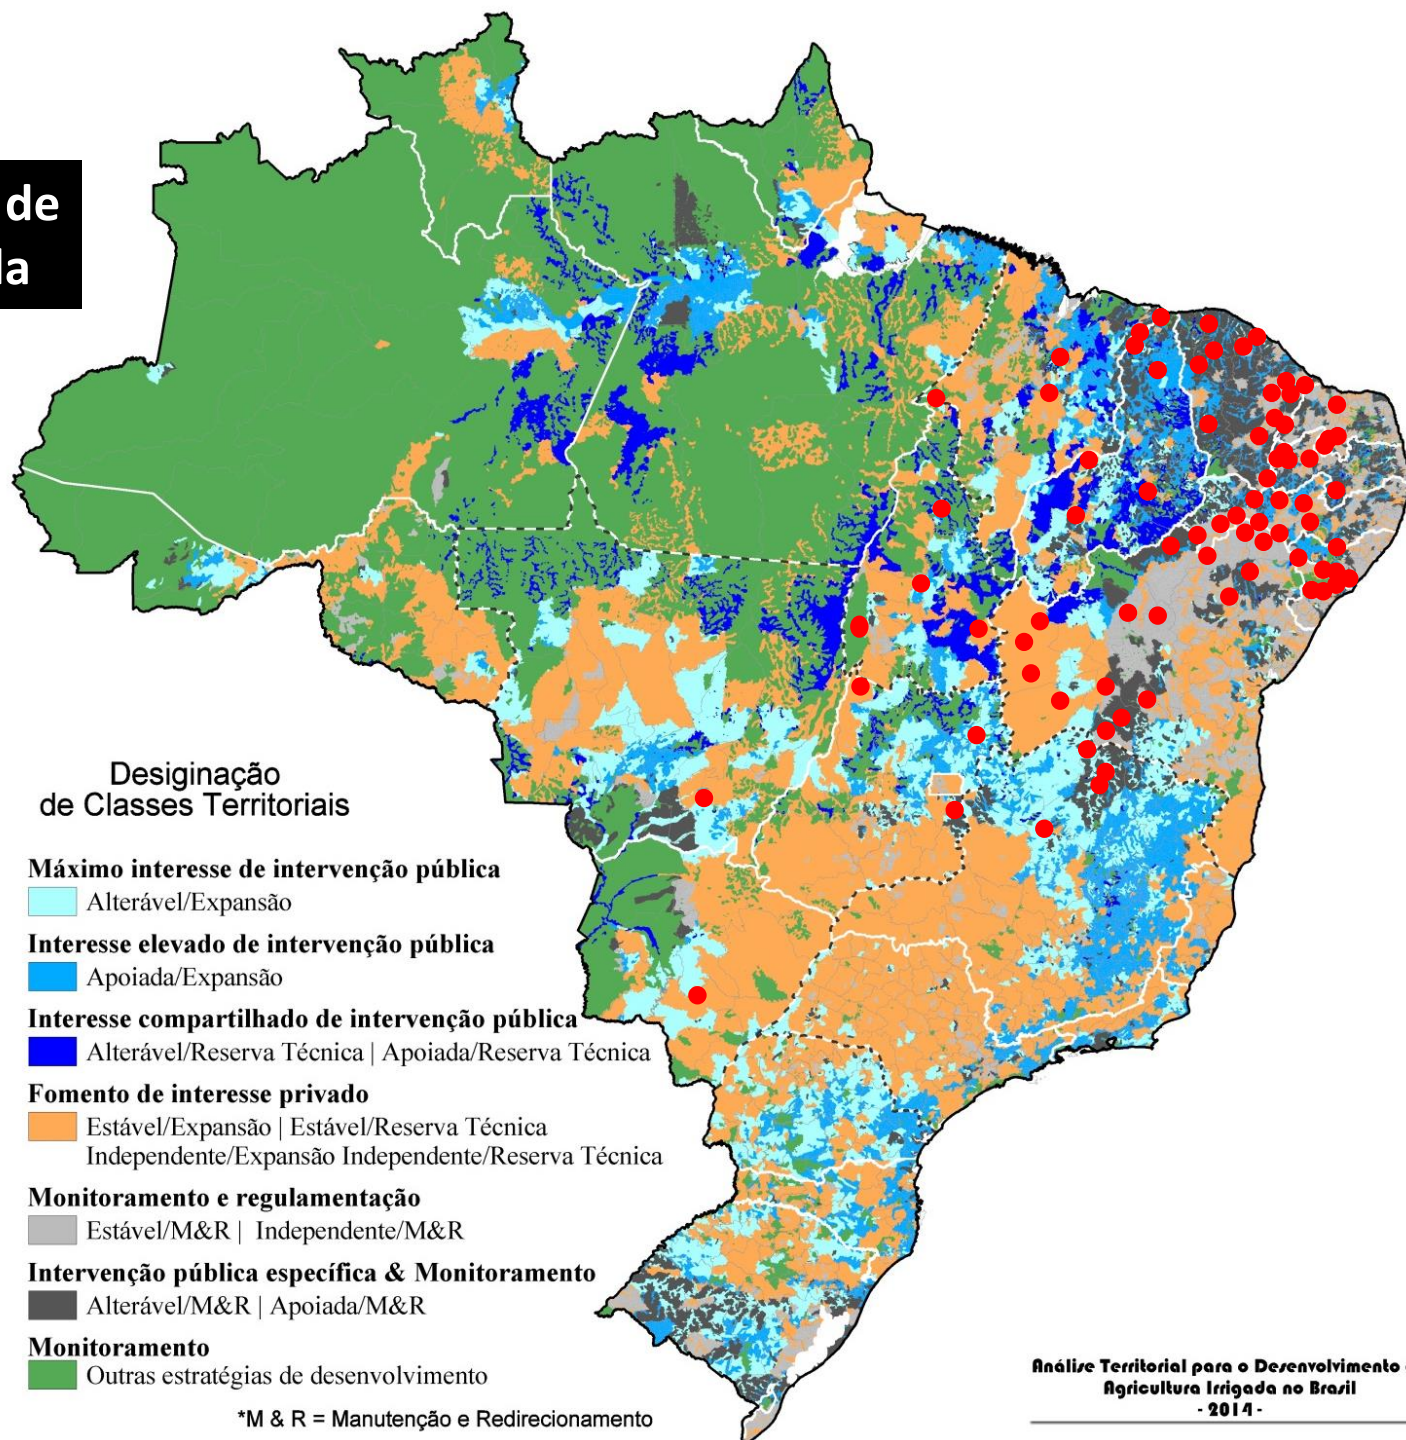 de
da
Desiginação
de Classes Territoriais
Máximo interesse de intervenção pública
Alterável/Expansão
Interesse elevado de intervenção pública
Apoiada/Expansão
Interesse compartilhado de intervenção pública
Alterável/Reserva Técnica | Apoiada/Reserva Técnica
Fomento de interesse privado
Estável/Expansão | Estável/Reserva Técnica
Independente/Expansão Independente/Reserva Técnica
Monitoramento e regulamentação
Estável/M&R | Independente/M&R
Intervenção pública específica & Monitoramento
Alterável/M&R | Apoiada/M&R
Monitoramento
Outras estratégias de desenvolvimento
*M & R = Manutenção e Redirecionamento
Análise Territorial para o Desenvolvimento
Agricultura Irrigada no Brasil
- 2014 -